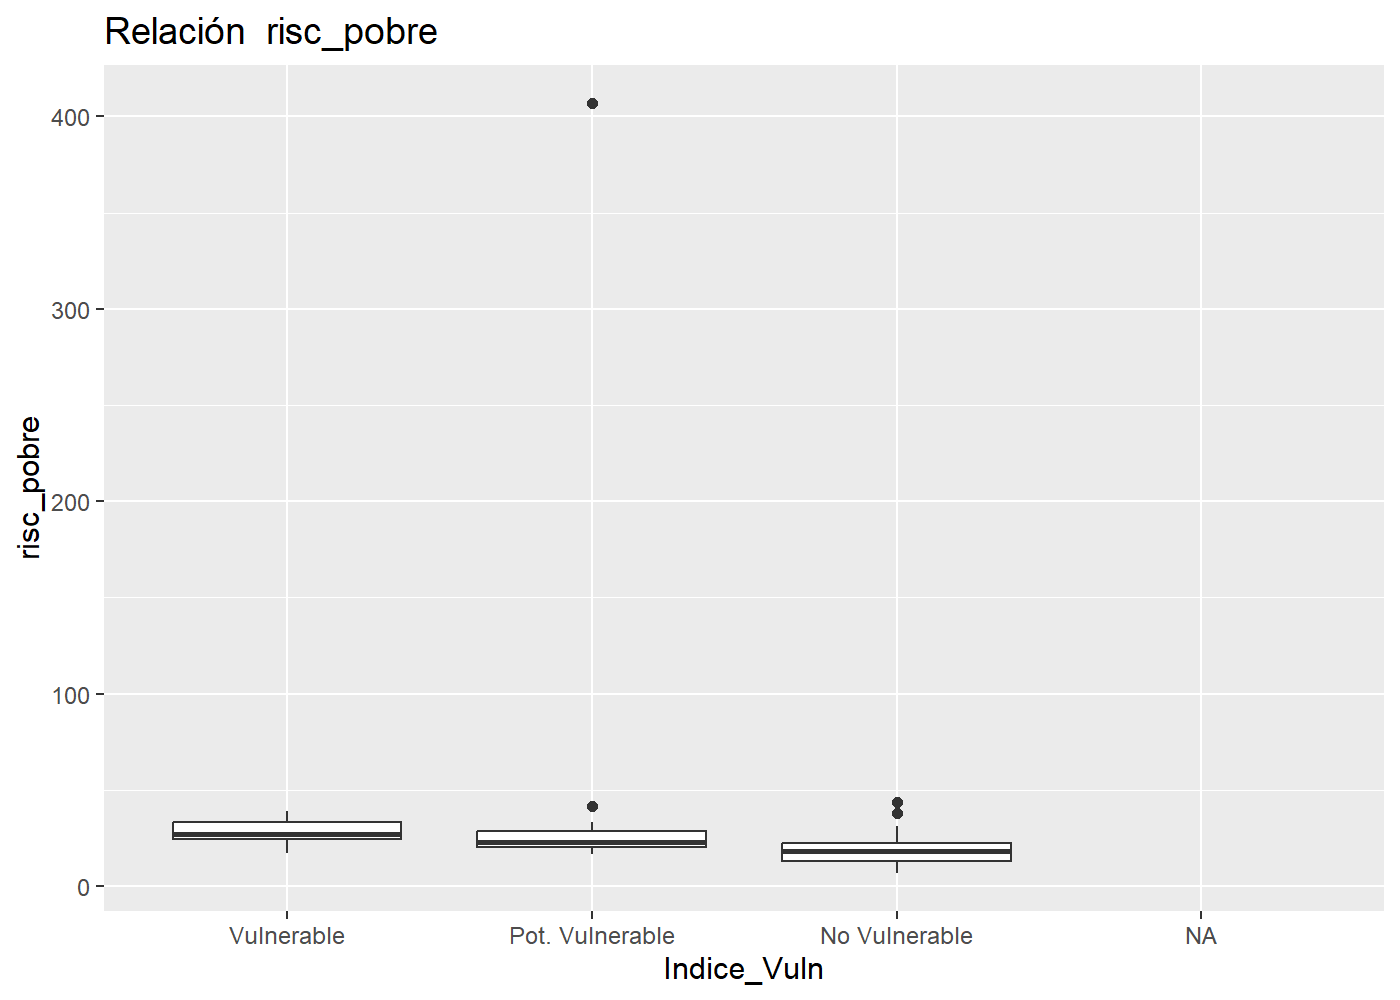 Relación  risc_pobre
risc_pobre
400
300
200
100
0
Vulnerable
Pot. Vulnerable
No Vulnerable
NA
Indice_Vuln